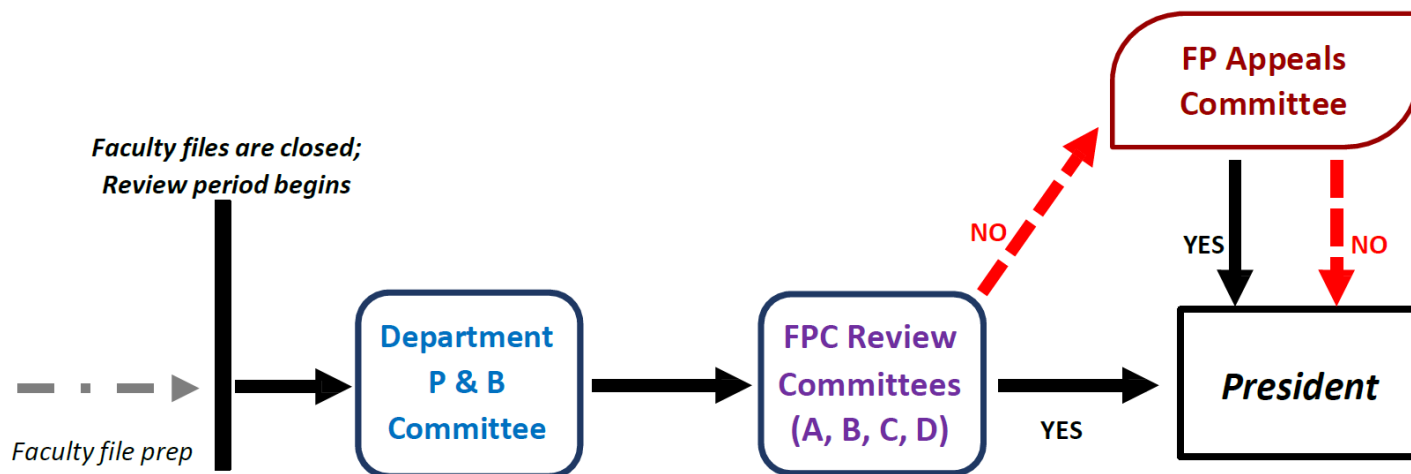 FP Appeals
Committee
Faculty files are closed;
Review period begins
NO
YES
NO
Department
P & B
Committee
FPC Review
Committees
(A, B, C, D)
President
YES
Faculty file prep